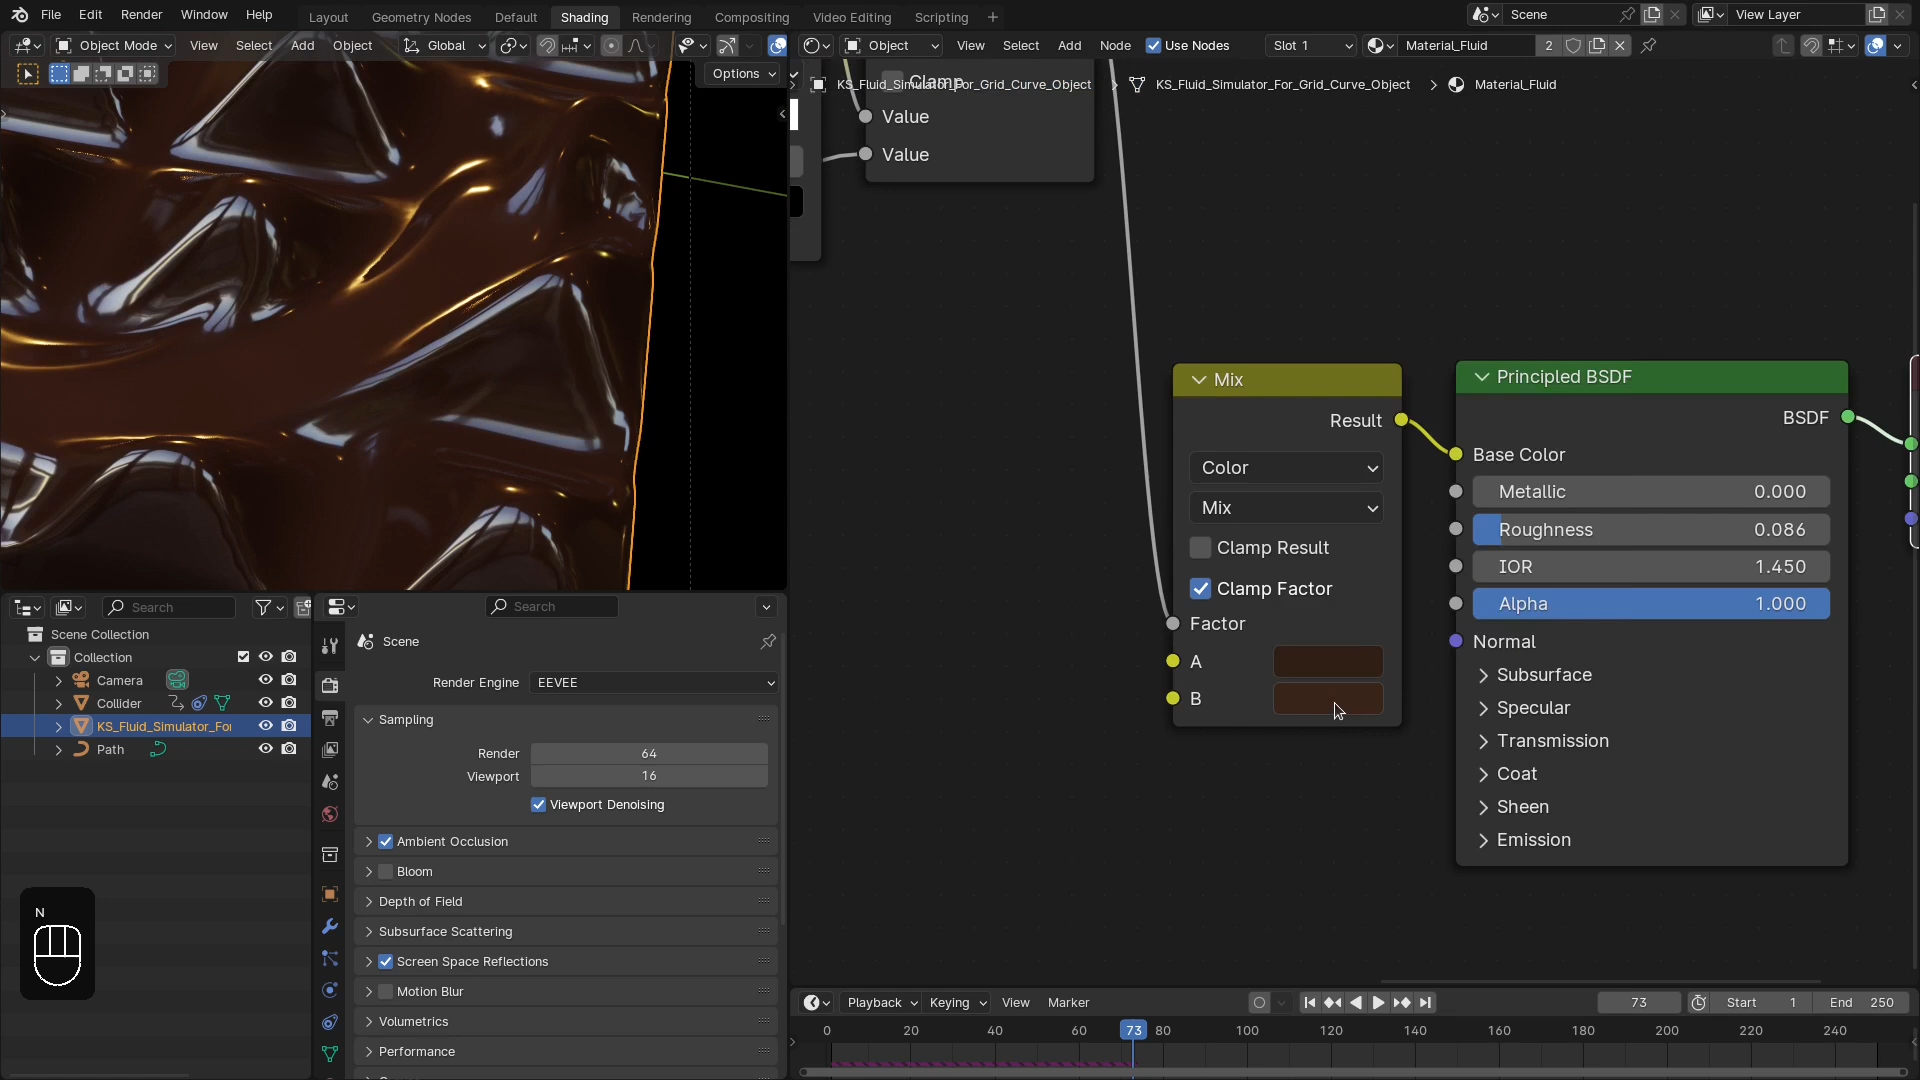 File Edit Render Window Help Layout Geometry Nodes Default Shading Rendering Compositing Video Editing Scripting Scene View Layer
Object Mode View Select Add Object Global
Options
Object View Select Add Node Use Nodes Slot 1 Material_Fluid 2
KS_Fluid_Simulator_For_Grid_Curve_Object KS_Fluid_Simulator_For_Grid_Curve_Object Material_Fluid
Clamp
Value
Value
Mix
Result
Color
Mix
Clamp Result
Clamp Factor
Factor
A
B
Principled BSDF
BSDF
Base Color
Metallic 0.000
Roughness 0.086
IOR 1.450
Alpha 1.000
Normal
Subsurface
Specular
Transmission
Coat
Sheen
Emission
Search
Scene Collection
Collection
Camera
Collider
KS_Fluid_Simulator_For
Path
N
Search
Scene
Render Engine EEVEE
Sampling
Render 64
Viewport 16
Viewport Denoising
Ambient Occlusion
Bloom
Depth of Field
Subsurface Scattering
Screen Space Reflections
Motion Blur
Volumetrics
Performance
Playback Keying View Marker 73 Start 1 End 250
0 20 40 60 73 80 100 120 140 160 180 200 220 240